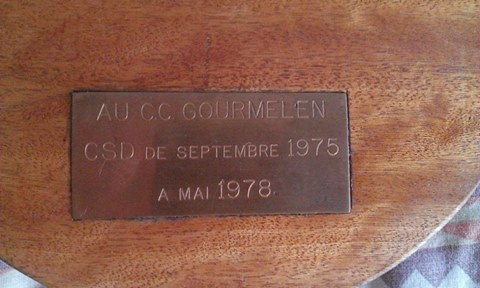 AU C.C. GOURMELEN
CSD DE SEPTEMBRE 1975
A MAI 1978